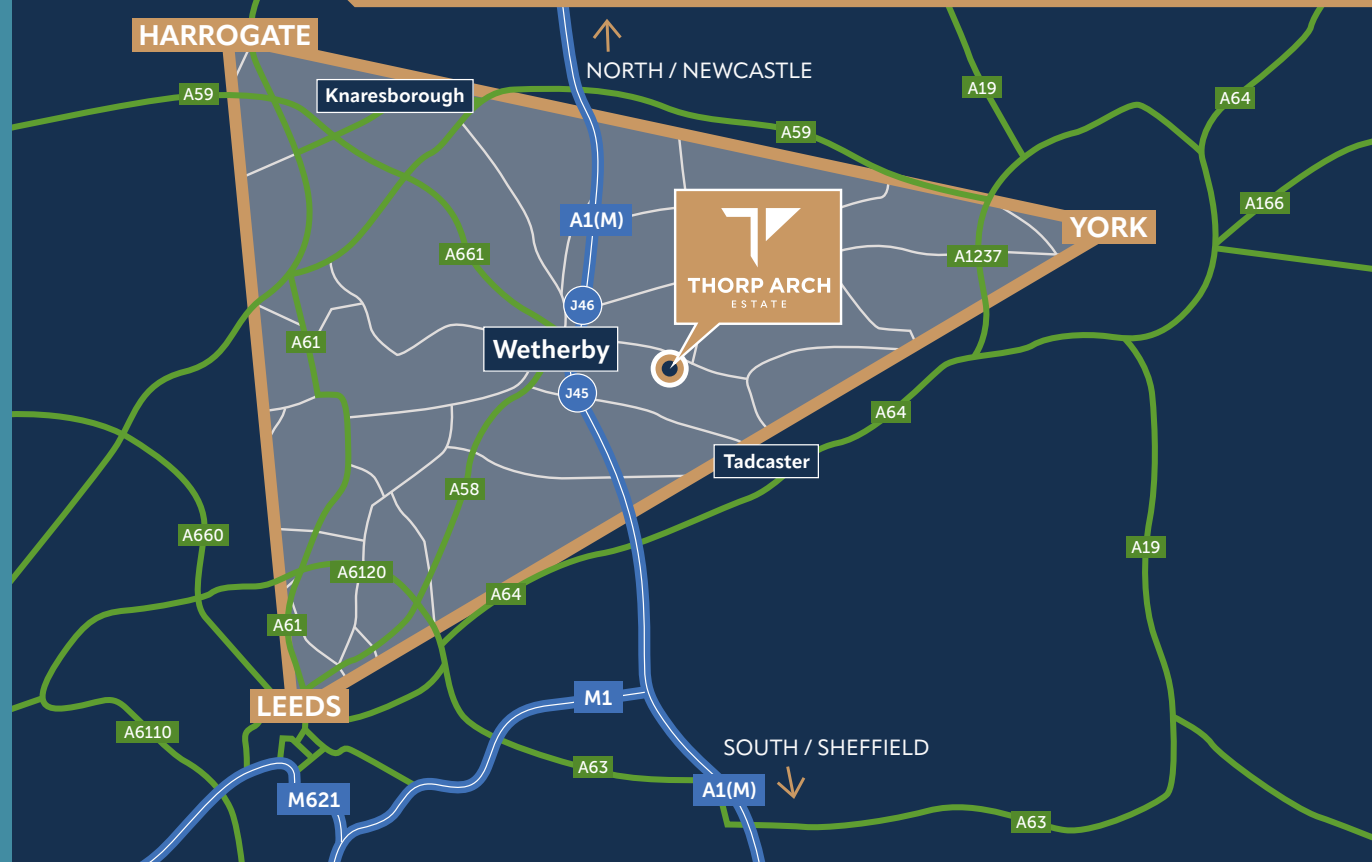 HARROGATE
NORTH / NEWCASTLE
A59
Knaresborough
A19
A64
A59
A166
A1(M)
YORK
A661
A1237
THORP ARCH
ESTATE
J46
A61
Wetherby
J45
A64
Tadcaster
A58
A660
A19
A6120
A64
A61
M1
LEEDS
A6110
SOUTH / SHEFFIELD
A63
A1(M)
M621
A63